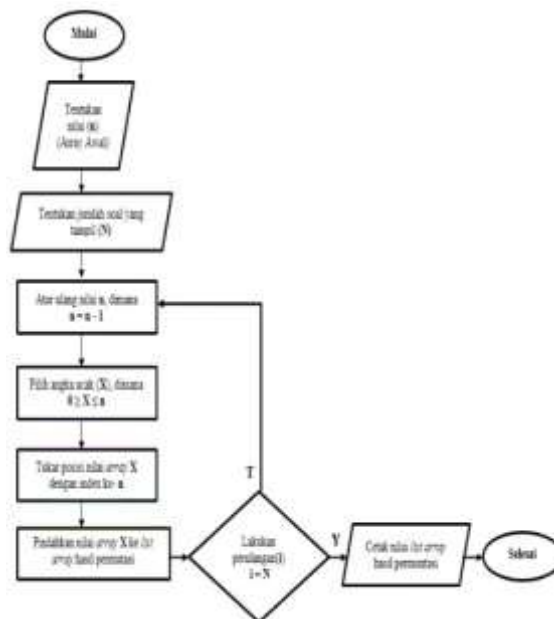 Mulai
Tentukan
nilai (n)
(Array Awal)
Tentukan jumlah soal yang
tampil (N)
Atur ulang nilai n, dimana
n = n - 1
Pilih angka acak (X), dimana
0 ≥ X ≤ n
Tukar posisi nilai array X
dengan index ke- n
Pindahkan nilai array X ke list
array hasil permutasi
T
Lakukan
perulangan(i)
i = N
Y
Cetak nilai list array
hasil permutasi
Selesai